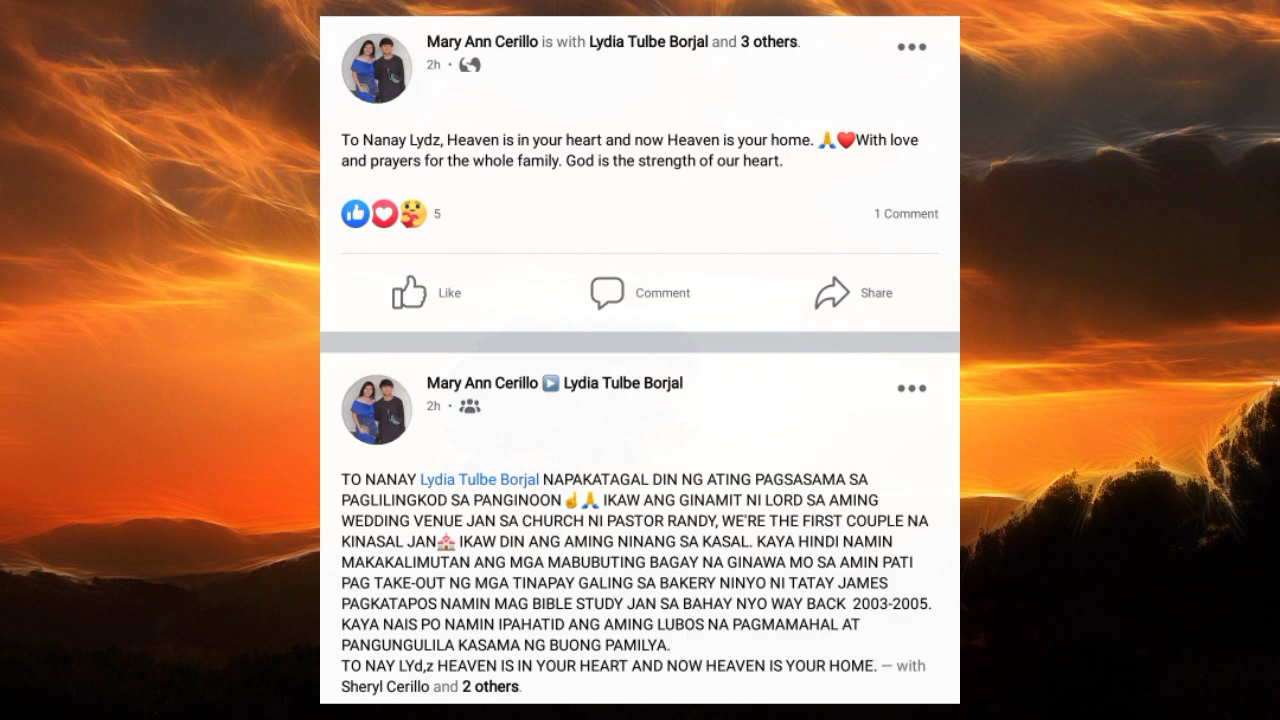 Mary Ann Cerillo is with Lydia Tulbe Borjal and 3 others.
2h ·
To Nanay Lydz, Heaven is in your heart and now Heaven is your home. 🙏❤️With love
and prayers for the whole family. God is the strength of our heart.
5
1 Comment
Like
Comment
Share
Mary Ann Cerillo ▶️ Lydia Tulbe Borjal
2h ·
TO NANAY Lydia Tulbe Borjal NAPAKATAGAL DIN NG ATING PAGSASAMA SA
PAGLILINGKOD SA PANGINOON☝️🙏 IKAW ANG GINAMIT NI LORD SA AMING
WEDDING VENUE JAN SA CHURCH NI PASTOR RANDY, WE'RE THE FIRST COUPLE NA
KINASAL JAN💒 IKAW DIN ANG AMING NINANG SA KASAL. KAYA HINDI NAMIN
MAKAKALIMUTAN ANG MGA MABUBUTING BAGAY NA GINAWA MO SA AMIN PATI
PAG TAKE-OUT NG MGA TINAPAY GALING SA BAKERY NINYO NI TATAY JAMES
PAGKATAPOS NAMIN MAG BIBLE STUDY JAN SA BAHAY NYO WAY BACK 2003-2005.
KAYA NAIS PO NAMIN IPAHATID ANG AMING LUBOS NA PAGMAMAHAL AT
PANGUNGULILA KASAMA NG BUONG PAMILYA.
TO NAY LYd,z HEAVEN IS IN YOUR HEART AND NOW HEAVEN IS YOUR HOME. — with
Sheryl Cerillo and 2 others.